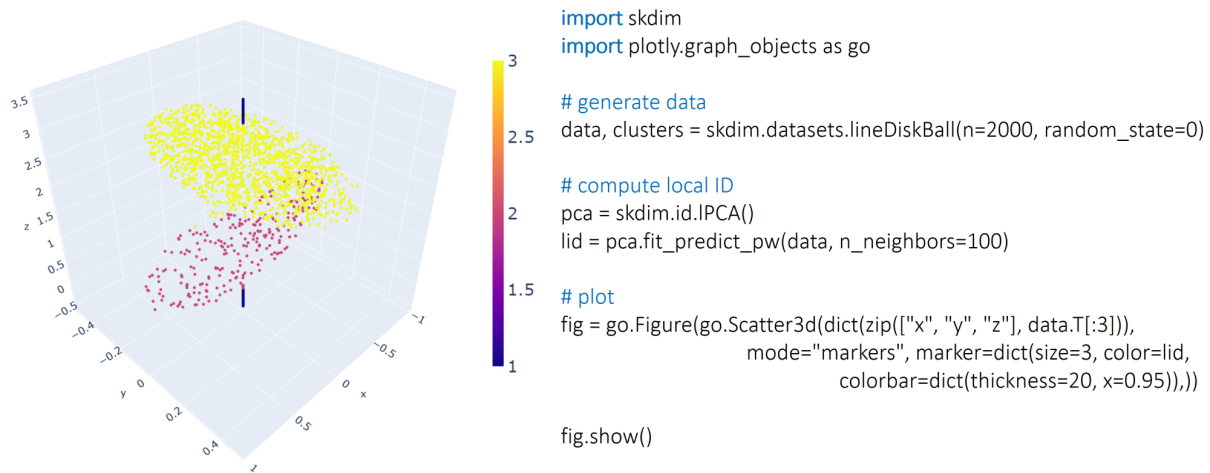 import skdim
import plotly.graph_objects as go
# generate data
data, clusters = skdim.datasets.lineDiskBall(n=2000, random_state=0)
# compute local ID
pca = skdim.id.lPCA()
lid = pca.fit_predict_pw(data, n_neighbors=100)
# plot
fig = go.Figure(go.Scatter3d(dict(zip(["x", "y", "z"], data.T[:3])),
mode="markers", marker=dict(size=3, color=lid,
colorbar=dict(thickness=20, x=0.95)),))
fig.show()
3.5
3
2.5
2
z 1.5
1
0.5
0
−0.5
−0.4
−0.2
y 0
0.2
0.4
−1
−0.5
0 x
0.5
1
3
2.5
2
1.5
1